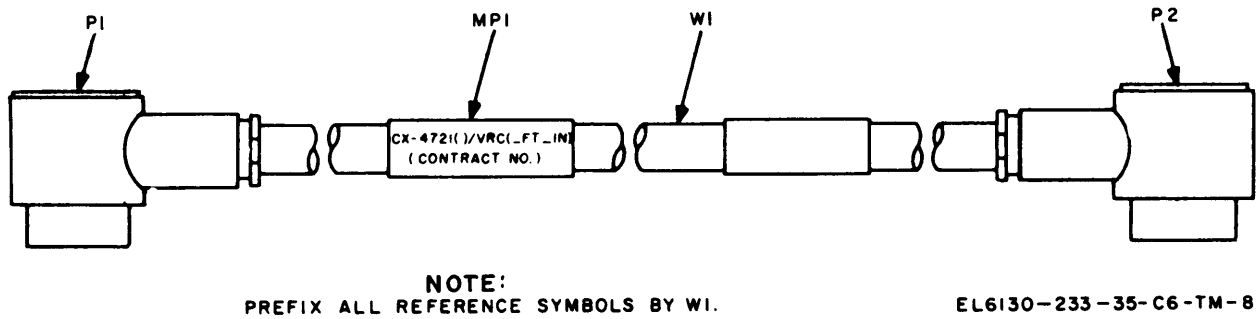 P1 MP1 W1 P2
CX-4721()/VRC(_FT_IN)
(CONTRACT NO.)
NOTE:
PREFIX ALL REFERENCE SYMBOLS BY W1.
EL6130-233-35-C6-TM-8